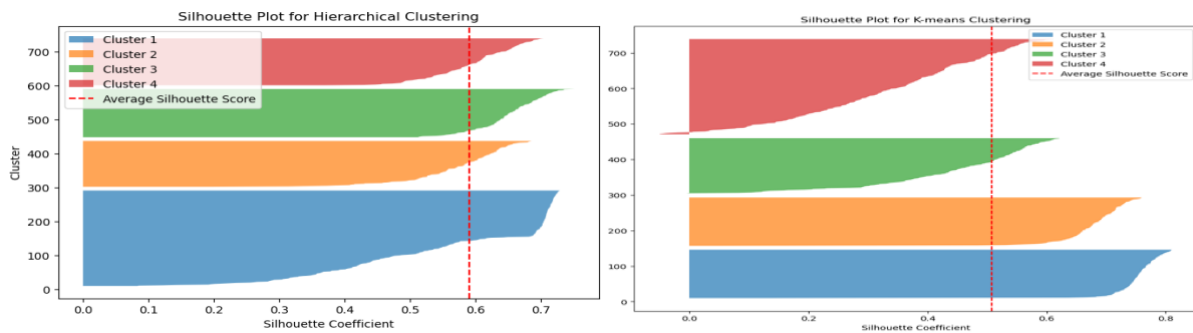 Silhouette Plot for Hierarchical Clustering
Cluster 1
Cluster 2
Cluster 3
Cluster 4
Average Silhouette Score
Cluster
700
600
500
400
300
200
100
0
0.0 0.1 0.2 0.3 0.4 0.5 0.6 0.7
Silhouette Coefficient
Silhouette Plot for K-means Clustering
Cluster 1
Cluster 2
Cluster 3
Cluster 4
Average Silhouette Score
700
600
500
400
300
200
100
0
0.0 0.2 0.4 0.6 0.8
Silhouette Coefficient